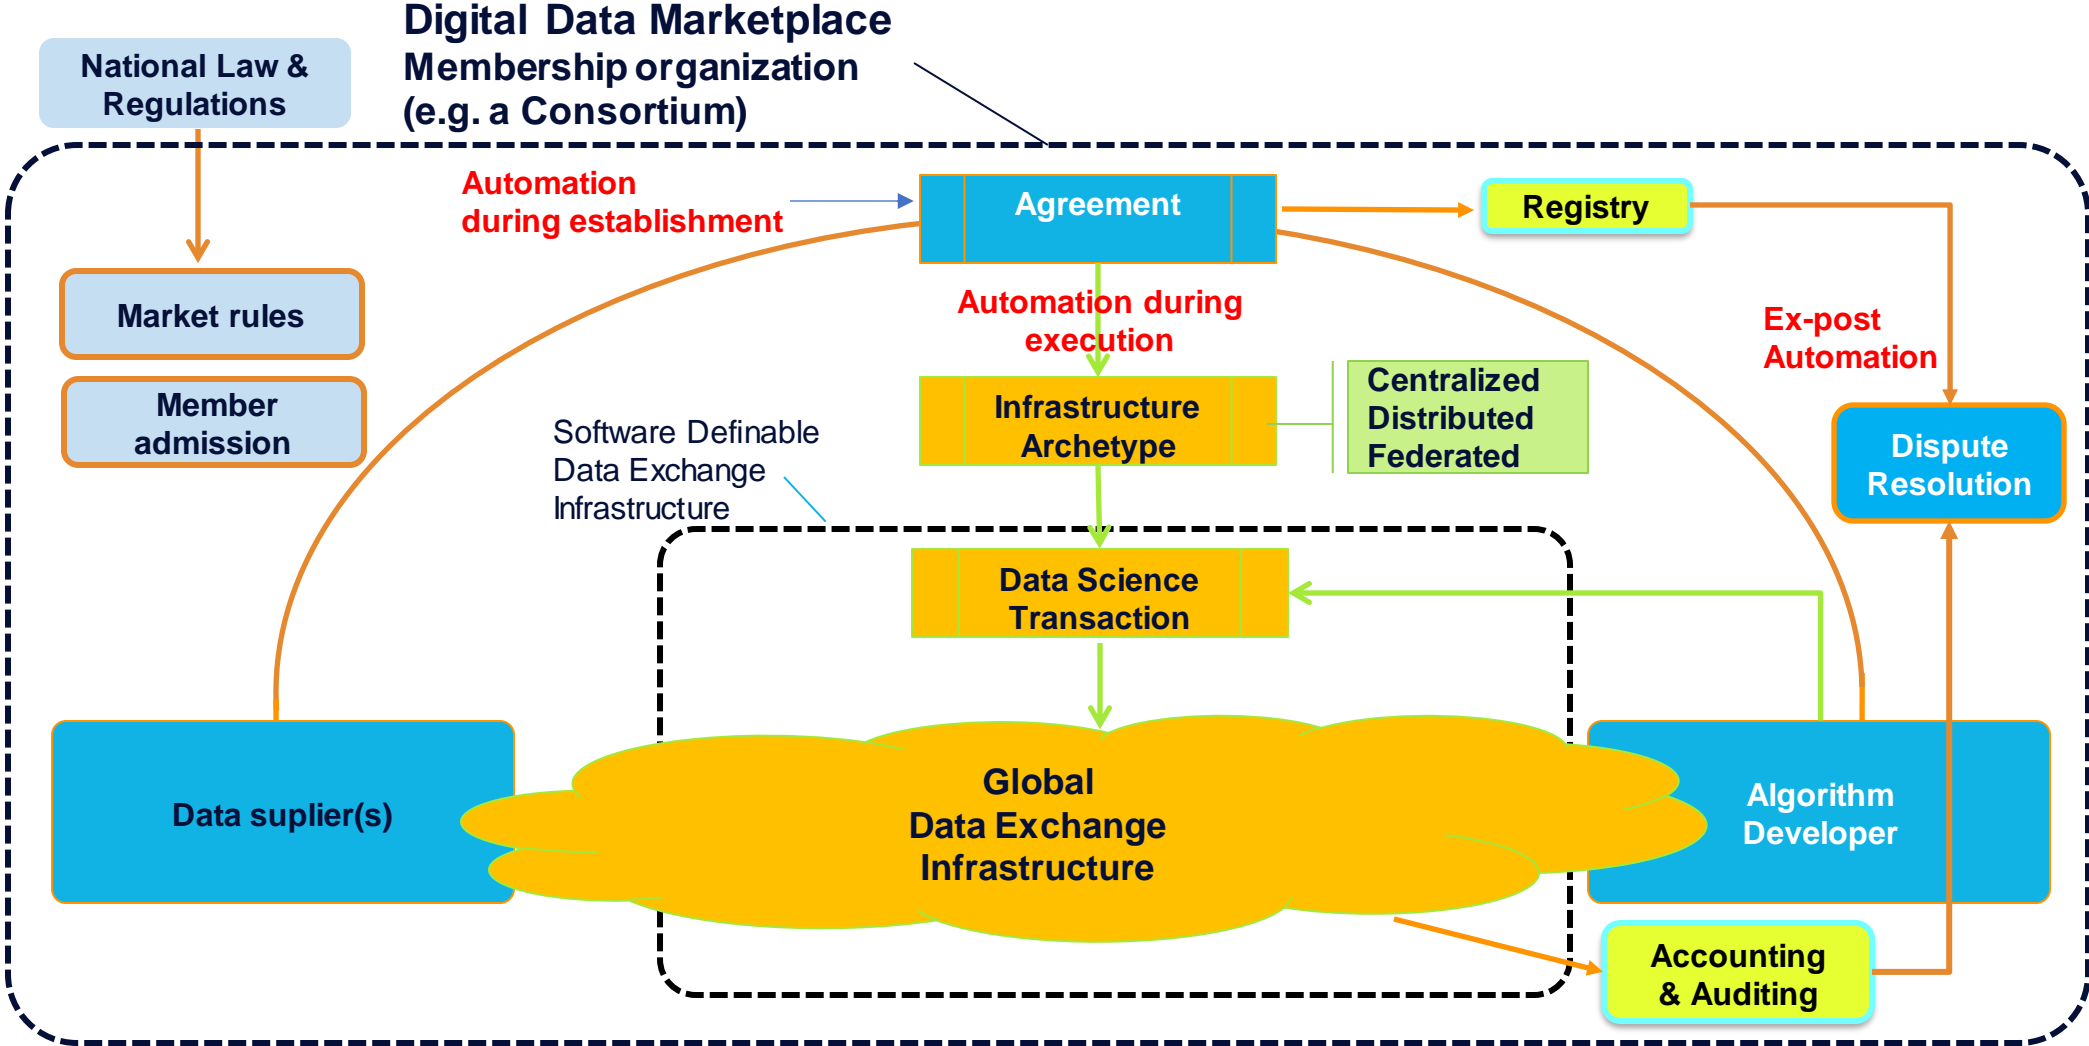 Digital Data Marketplace
Membership organization
(e.g. a Consortium)
National Law &
Regulations
Automation
during establishment
Agreement
Registry
Market rules
Automation during
execution
Ex-post
Automation
Member
admission
Infrastructure
Archetype
Centralized
Distributed
Federated
Software Definable
Data Exchange
Infrastructure
Dispute
Resolution
Data Science
Transaction
Data suplier(s)
Global
Data Exchange
Infrastructure
Algorithm
Developer
Accounting
& Auditing